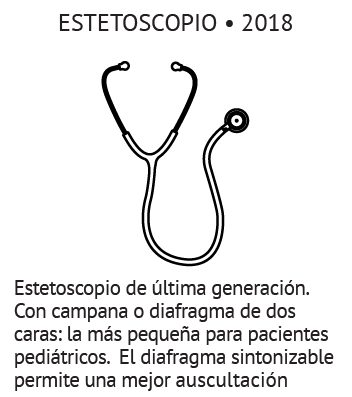 ESTETOSCOPIO • 2018
Estetoscopio de última generación.
Con campana o diafragma de dos
caras: la más pequeña para pacientes
pediátricos. El diafragma sintonizable
permite una mejor auscultación